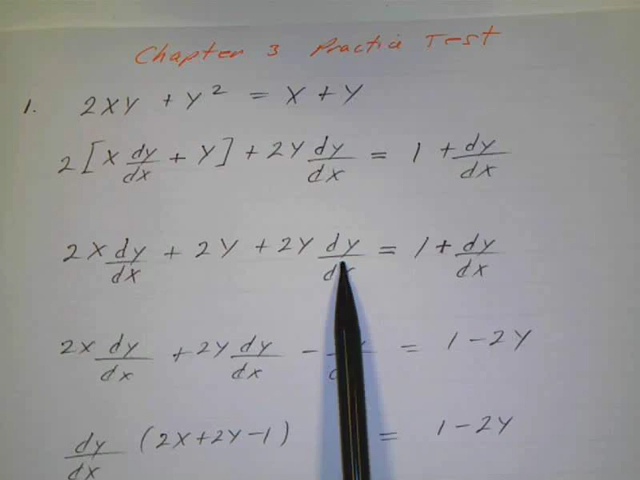 Chapter 3 Practice Test
1. 2xy + y² = x + y
2[x dy/dx + y] + 2y dy/dx = 1 + dy/dx
2x dy/dx + 2y + 2y dy/dx = 1 + dy/dx
2x dy/dx + 2y dy/dx - = 1 - 2y
dy/dx (2x+2y-1) = 1 - 2y